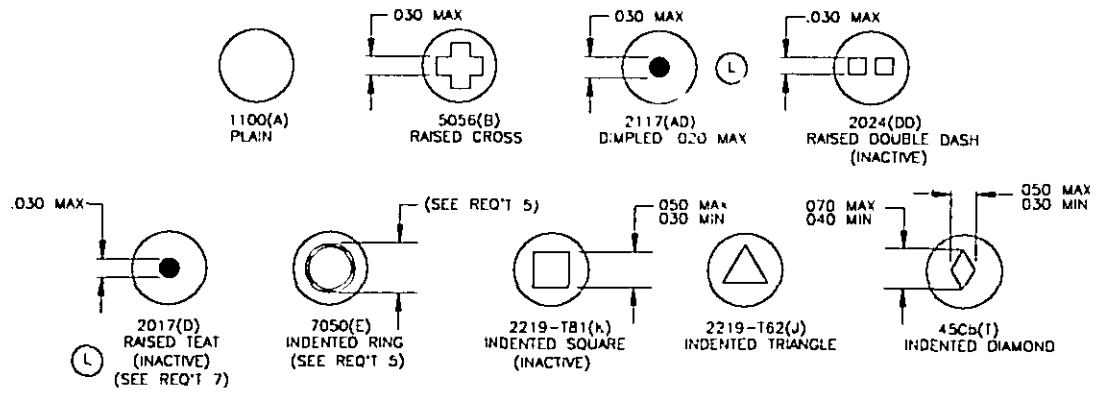 .030 MAX
1100(A)
PLAIN
5056(B)
RAISED CROSS
.030 MAX
L
2117(AD)
DIMPLED .020 MAX
.030 MAX
2024(DD)
RAISED DOUBLE DASH
(INACTIVE)
.030 MAX
2017(D)
RAISED TEAT
(INACTIVE)
(SEE REQ'T 7)
L
(SEE REQ'T 5)
7050(E)
INDENTED RING
(SEE REQ'T 5)
.050 MAX
.030 MIN
2219-T81(K)
INDENTED SQUARE
(INACTIVE)
2219-T62(J)
INDENTED TRIANGLE
.070 MAX
.040 MIN
.050 MAX
.030 MIN
INDENTED DIAMOND